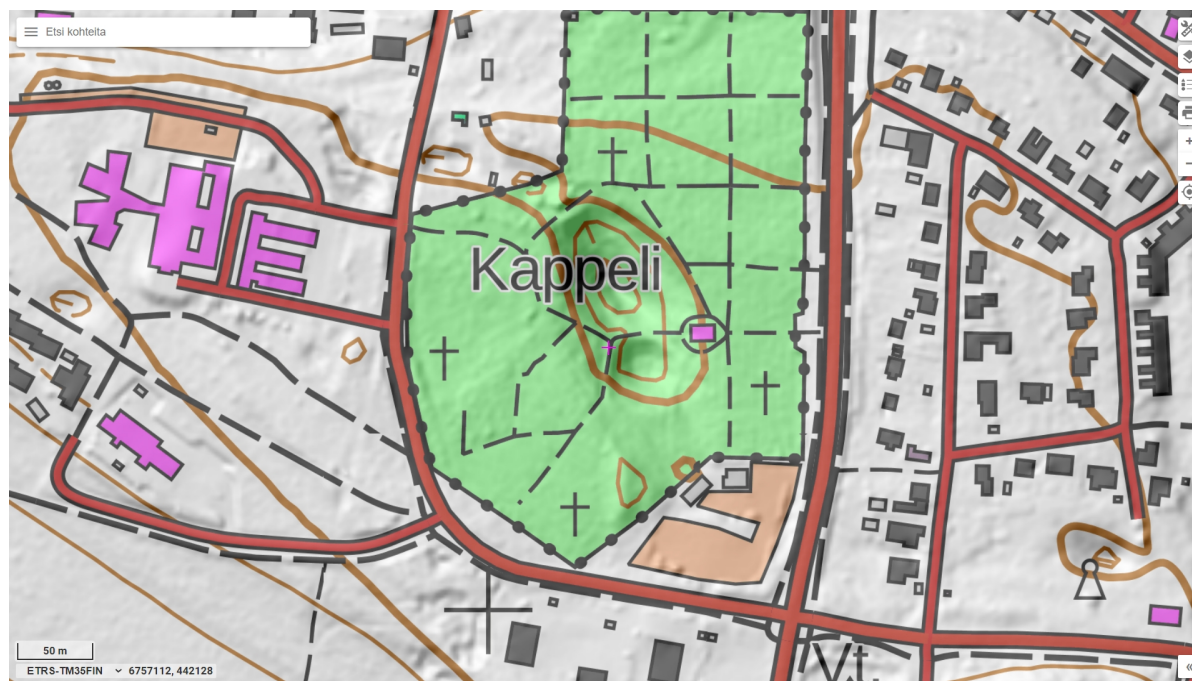 Etsi kohteita
Kappeli
Vt.
50 m
ETRS-TM35FIN 6757112, 442128